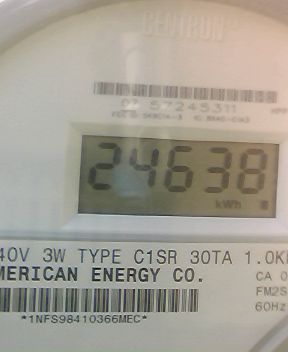 CENTRON
02 57245311
24638
kWh
40V 3W TYPE C1SR 30TA 1.0K
MERICAN ENERGY CO.
CA 0
FM2S
60Hz
*1NFS98410366MEC*